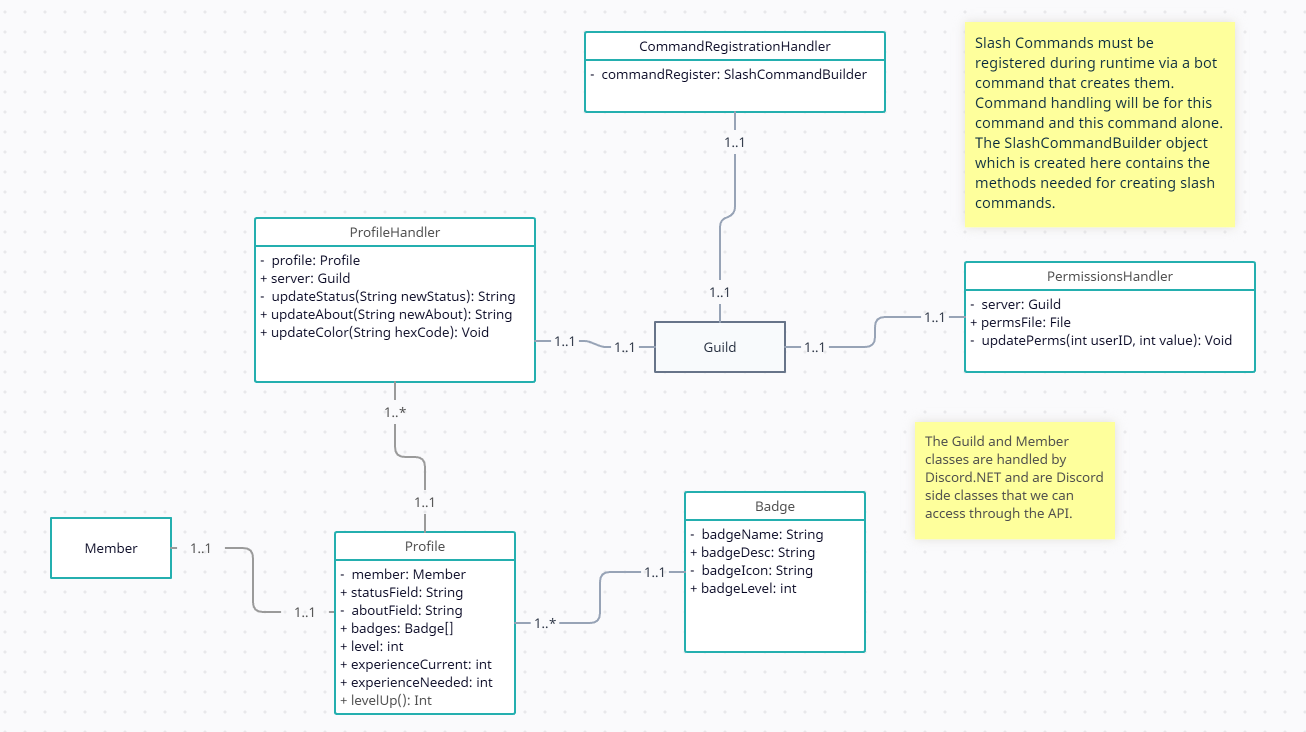 CommandRegistrationHandler
- commandRegister: SlashCommandBuilder
1..1
1..1
Slash Commands must be
registered during runtime via a bot
command that creates them.
Command handling will be for this
command and this command alone.
The SlashCommandBuilder object
which is created here contains the
methods needed for creating slash
commands.
ProfileHandler
- profile: Profile
+ server: Guild
- updateStatus(String newStatus): String
+ updateAbout(String newAbout): String
+ updateColor(String hexCode): Void
1..1
1..1
Guild
1..1
1..1
PermissionsHandler
- server: Guild
+ permsFile: File
- updatePerms(int userID, int value): Void
1..*
1..1
The Guild and Member
classes are handled by
Discord.NET and are Discord
side classes that we can
access through the API.
Member
1..1
1..1
Profile
- member: Member
+ statusField: String
- aboutField: String
+ badges: Badge[]
+ level: int
+ experienceCurrent: int
+ experienceNeeded: int
+ levelUp(): Int
1..*
1..1
Badge
- badgeName: String
+ badgeDesc: String
- badgeIcon: String
+ badgeLevel: int